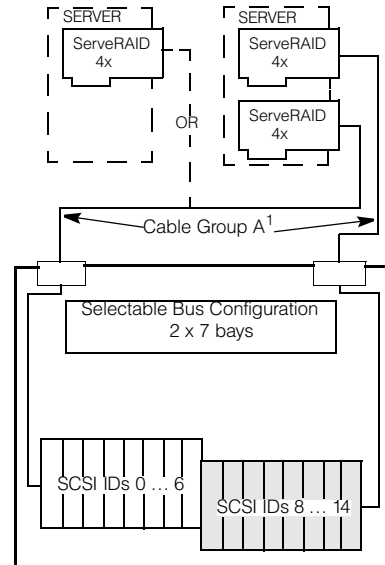 SERVER
ServeRAID
4x
OR
SERVER
ServeRAID
4x
ServeRAID
4x
Cable Group A1
Selectable Bus Configuration
2 x 7 bays
SCSI IDs 0 … 6
SCSI IDs 8 … 14